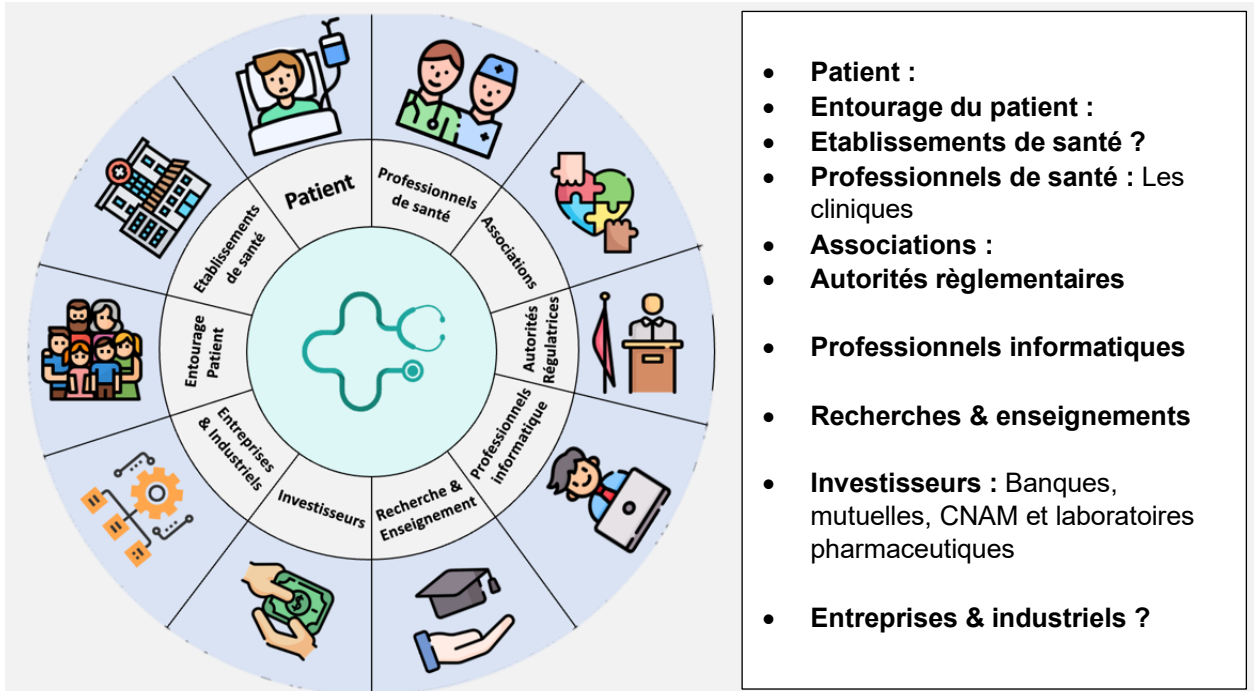 Patient
Professionnels
de santé
Associations
Autorités
Régulatrices
Professionnels
informatique
Recherche &
Enseignement
Investisseurs
Entreprises
& Industriels
Entourage
Patient
Etablissements
de santé
• Patient :
• Entourage du patient :
• Etablissements de santé ?
• Professionnels de santé : Les
cliniques
• Associations :
• Autorités règlementaires
• Professionnels informatiques
• Recherches & enseignements
• Investisseurs : Banques,
mutuelles, CNAM et laboratoires
pharmaceutiques
• Entreprises & industriels ?